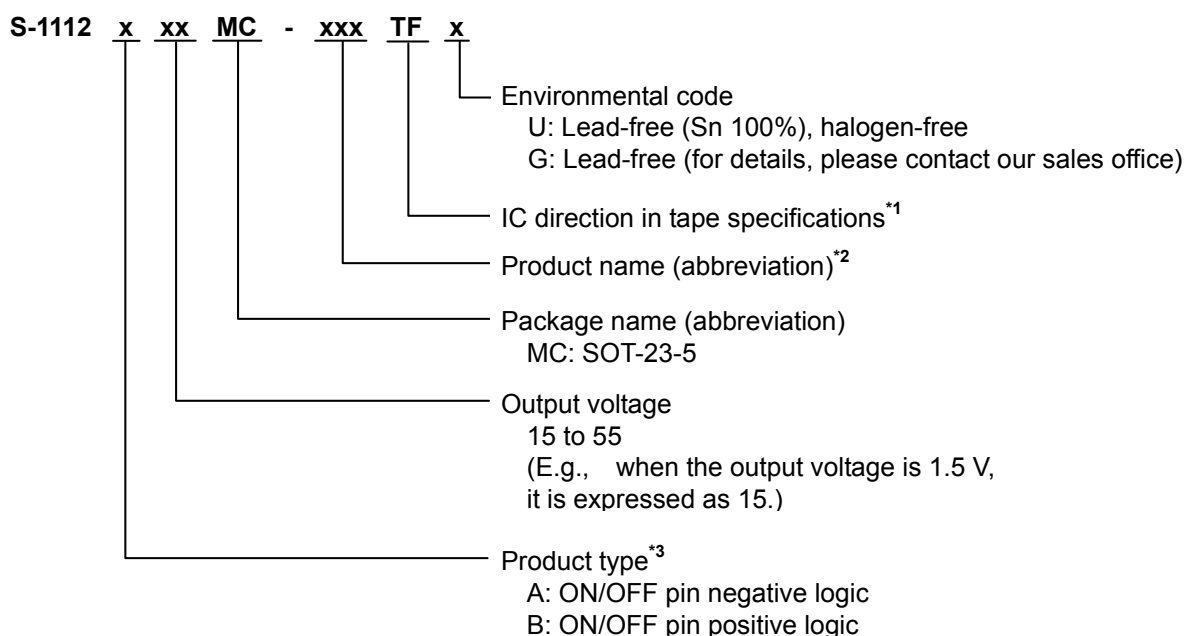 S-1112 x xx MC - xxx TF x
Environmental code
U: Lead-free (Sn 100%), halogen-free
G: Lead-free (for details, please contact our sales office)
IC direction in tape specifications*1
Product name (abbreviation)*2
Package name (abbreviation)
MC: SOT-23-5
Output voltage
15 to 55
(E.g., when the output voltage is 1.5 V,
it is expressed as 15.)
Product type*3
A: ON/OFF pin negative logic
B: ON/OFF pin positive logic